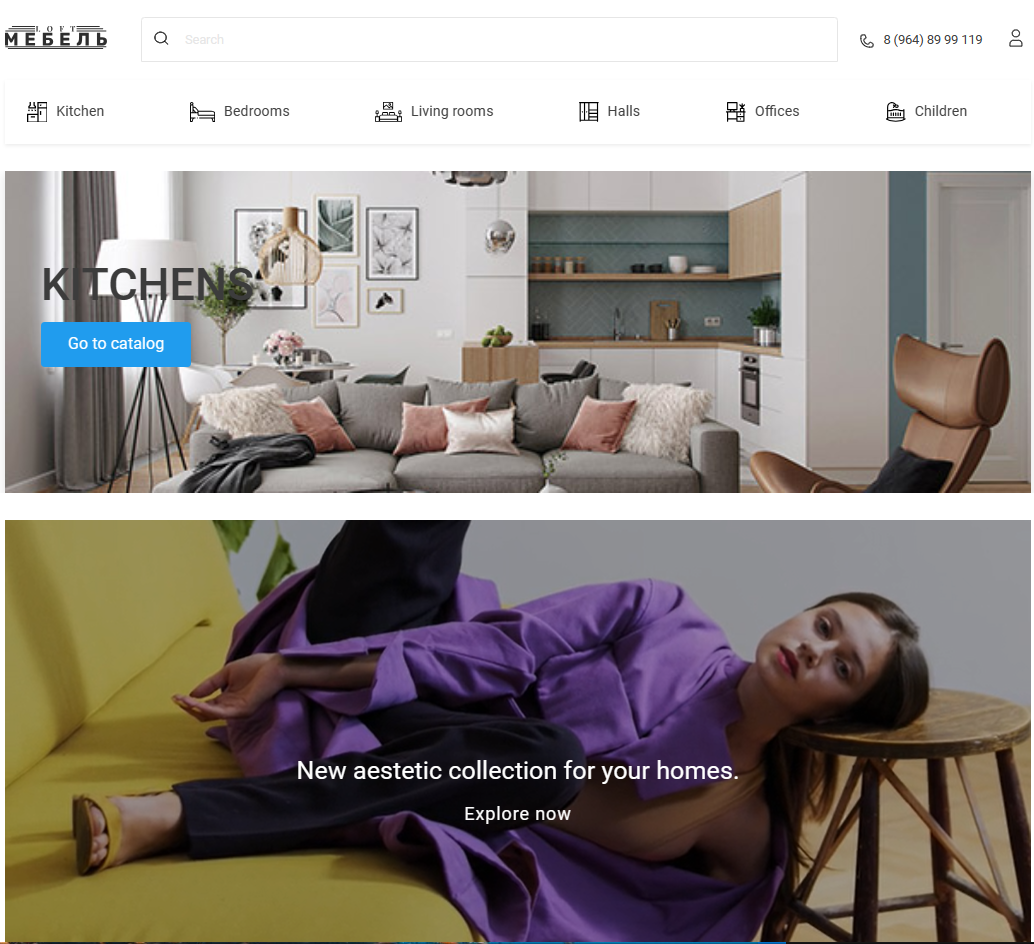 LOFT
МЕБЕЛЬ
Search
8 (964) 89 99 119
Kitchen
Bedrooms
Living rooms
Halls
Offices
Children
KITCHENS
Go to catalog
New aestetic collection for your homes.
Explore now